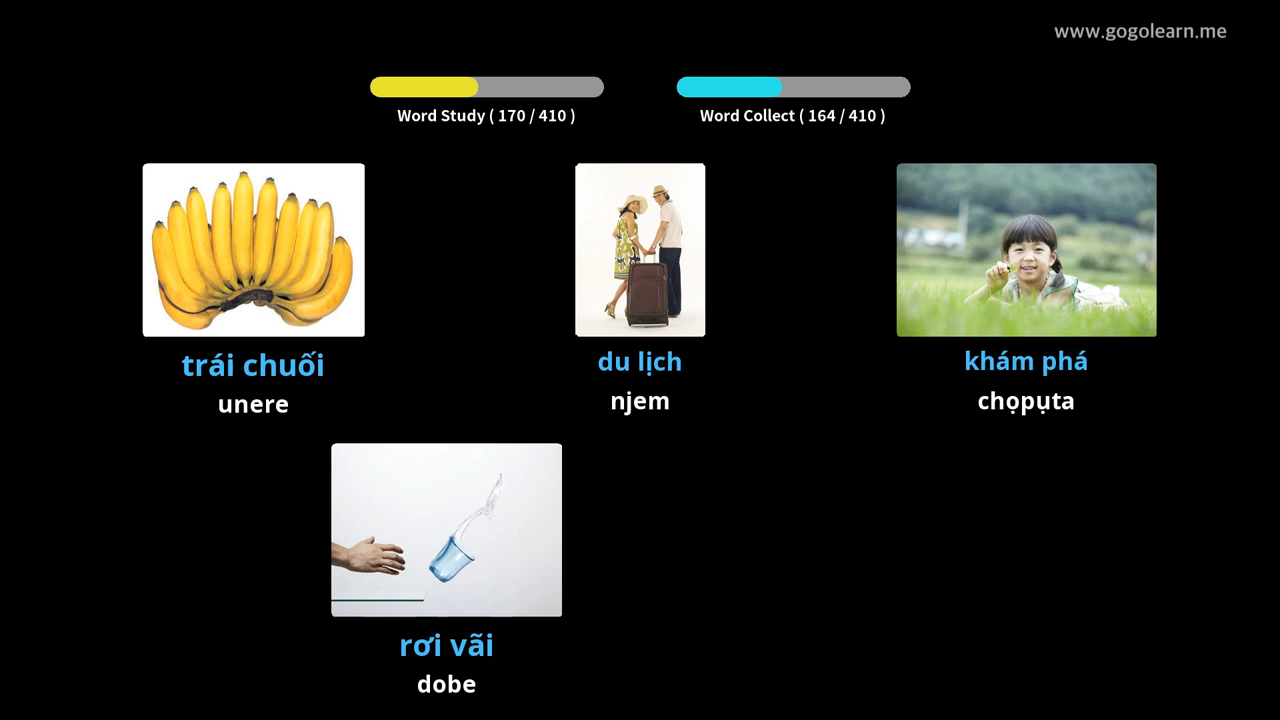 www.gogolearn.me
Word Study ( 170 / 410 )
Word Collect ( 164 / 410 )
trái chuối
unere
du lịch
njem
khám phá
chọpụta
rơi vãi
dobe